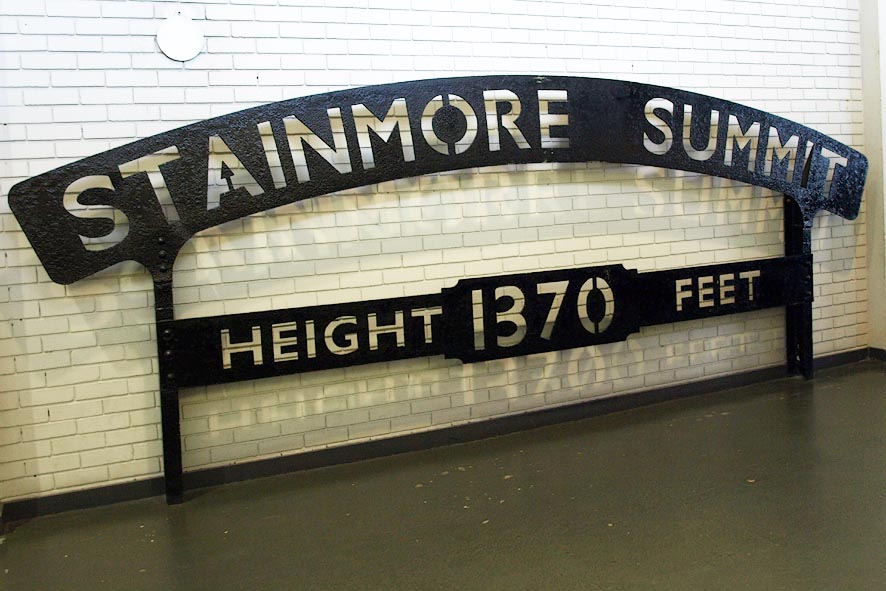 STAINMORE SUMMIT
HEIGHT 1370 FEET